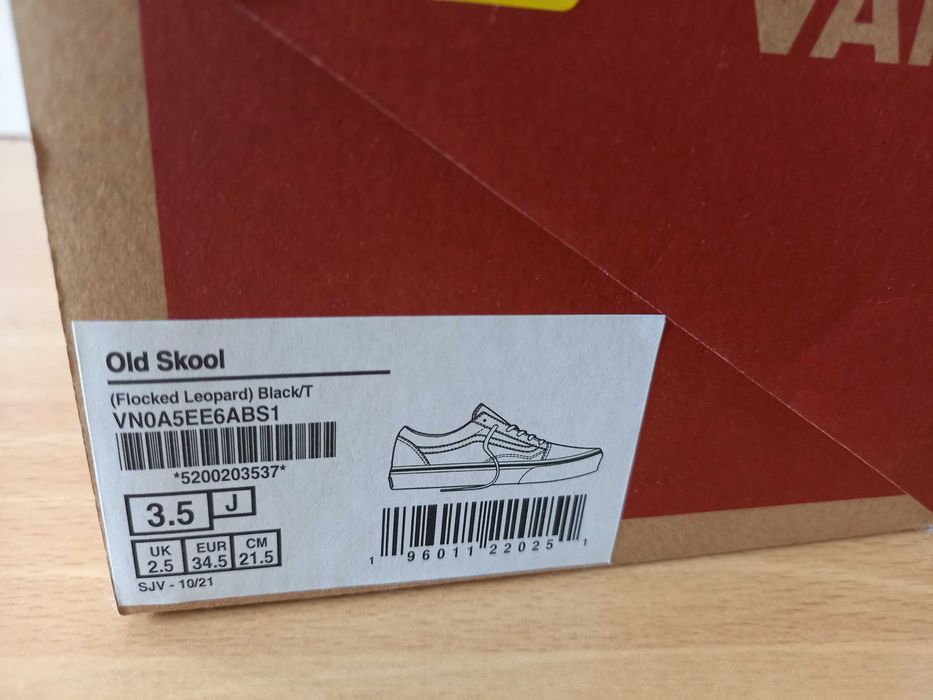 VAN
Old Skool
(Flocked Leopard) Black/T
VN0A5EE6ABS1
*5200203537*
3.5 J
UK EUR CM
2.5 34.5 21.5
SJV - 10/21
1 96011 22025 1